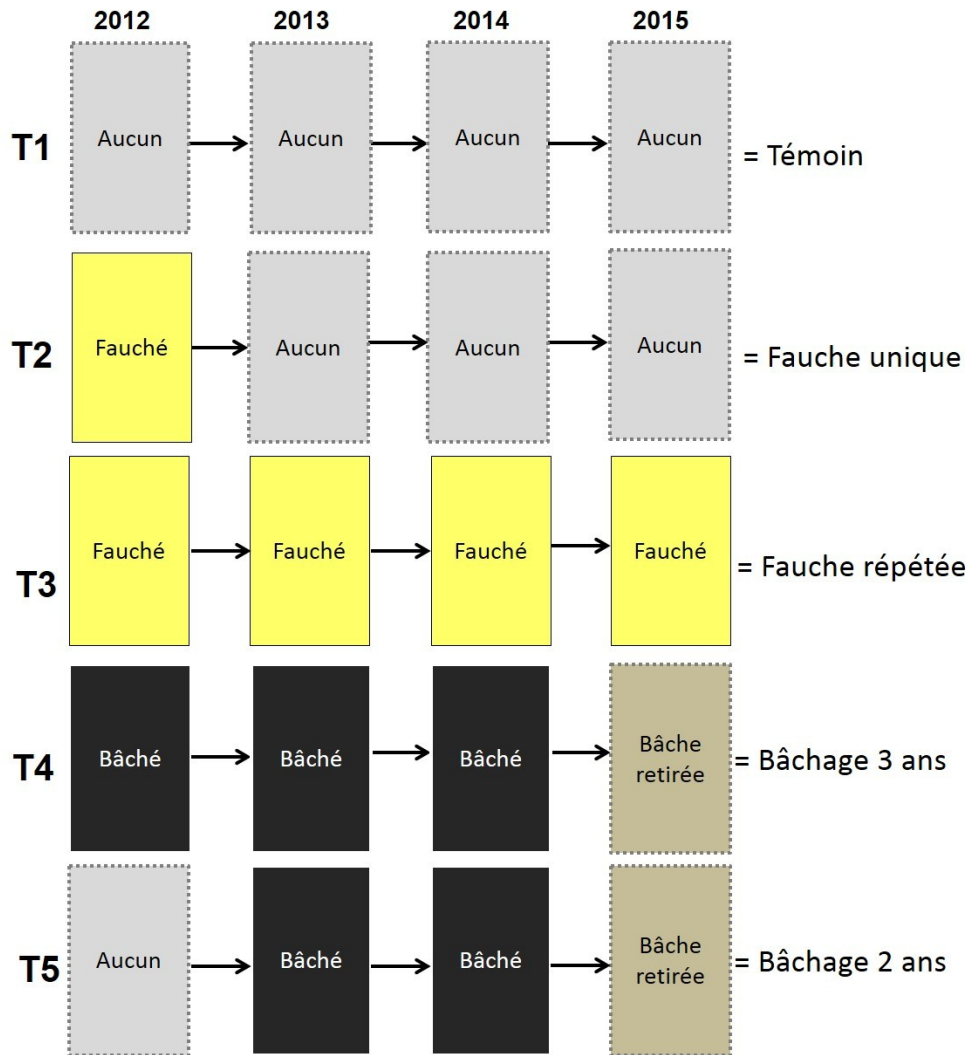 2012 2013 2014 2015
T1 Aucun Aucun Aucun Aucun = Témoin
T2 Fauché Aucun Aucun Aucun = Fauche unique
T3 Fauché Fauché Fauché Fauché = Fauche répétée
T4 Bâché Bâché Bâché Bâche retirée = Bâchage 3 ans
T5 Aucun Bâché Bâché Bâche retirée = Bâchage 2 ans